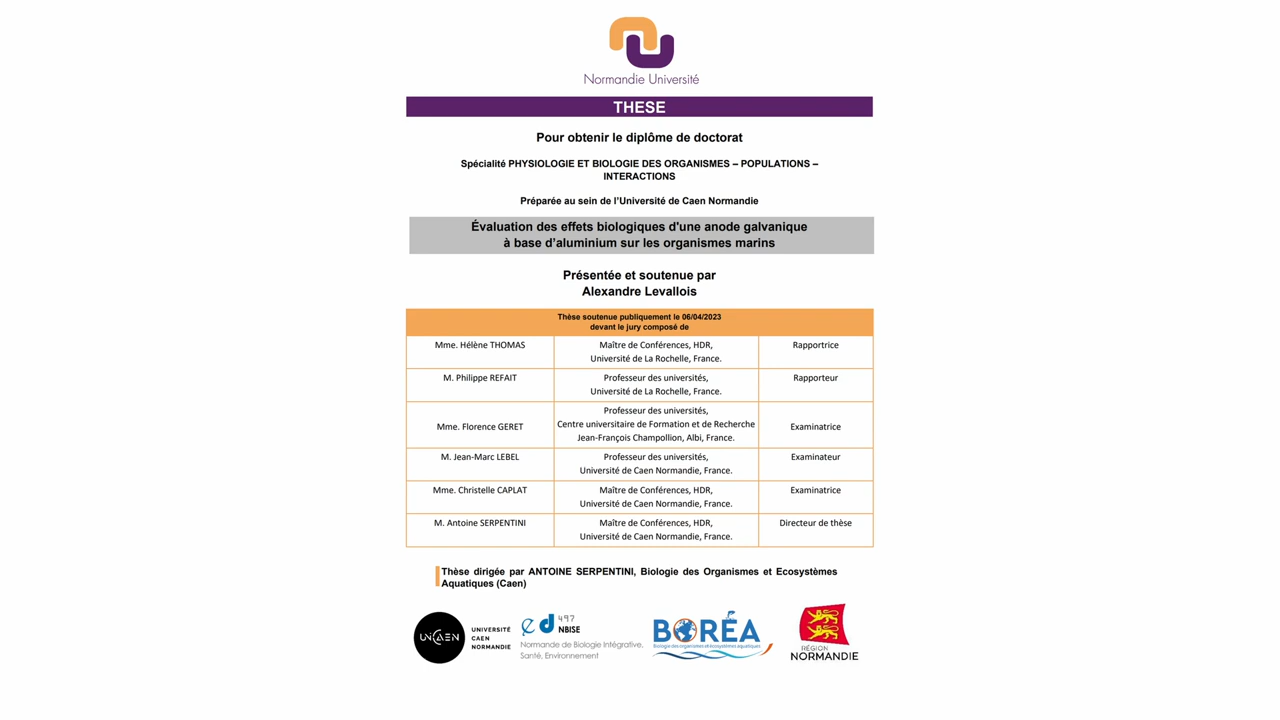 Normandie Université
THESE
Pour obtenir le diplôme de doctorat
Spécialité PHYSIOLOGIE ET BIOLOGIE DES ORGANISMES – POPULATIONS –
INTERACTIONS
Préparée au sein de l'Université de Caen Normandie
Évaluation des effets biologiques d'une anode galvanique
à base d'aluminium sur les organismes marins
Présentée et soutenue par
Alexandre Levallois
Thèse soutenue publiquement le 06/04/2023
devant le jury composé de
Mme. Hélène THOMAS
Maître de Conférences, HDR,
Université de La Rochelle, France.
Rapportrice
M. Philippe REFAIT
Professeur des universités,
Université de La Rochelle, France.
Rapporteur
Mme. Florence GERET
Professeur des universités,
Centre universitaire de Formation et de Recherche
Jean-François Champollion, Albi, France.
Examinatrice
M. Jean-Marc LEBEL
Professeur des universités,
Université de Caen Normandie, France.
Examinateur
Mme. Christelle CAPLAT
Maître de Conférences, HDR,
Université de Caen Normandie, France.
Examinatrice
M. Antoine SERPENTINI
Maître de Conférences, HDR,
Université de Caen Normandie, France.
Directeur de thèse
Thèse dirigée par ANTOINE SERPENTINI, Biologie des Organismes et Ecosystèmes
Aquatiques (Caen)
UNICAEN
UNIVERSITÉ
CAEN
NORMANDIE
ed 497
NBISE
Normande de Biologie Intégrative,
Santé, Environnement
BORÉA
Biologie des organismes et écosystèmes aquatiques
RÉGION
NORMANDIE